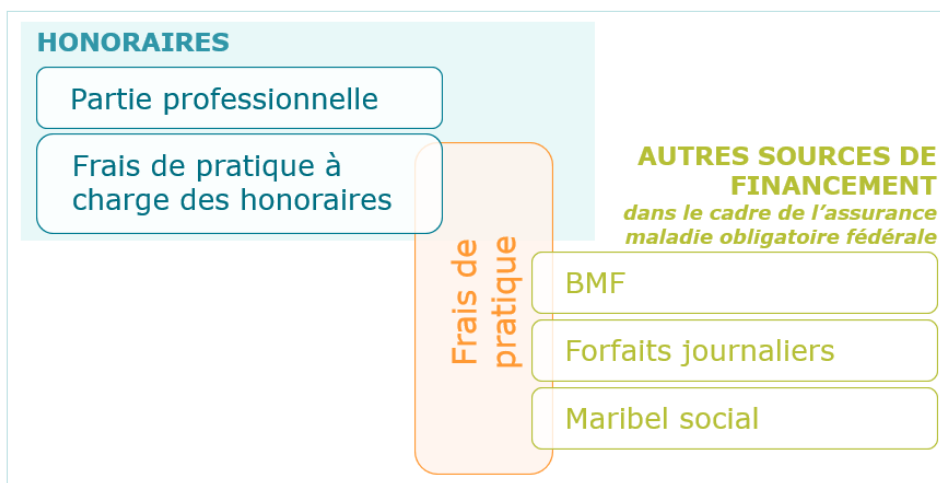 HONORAIRES
Partie professionnelle
Frais de pratique à
charge des honoraires
Frais de
pratique
AUTRES SOURCES DE
FINANCEMENT
dans le cadre de l’assurance
maladie obligatoire fédérale
BMF
Forfaits journaliers
Maribel social